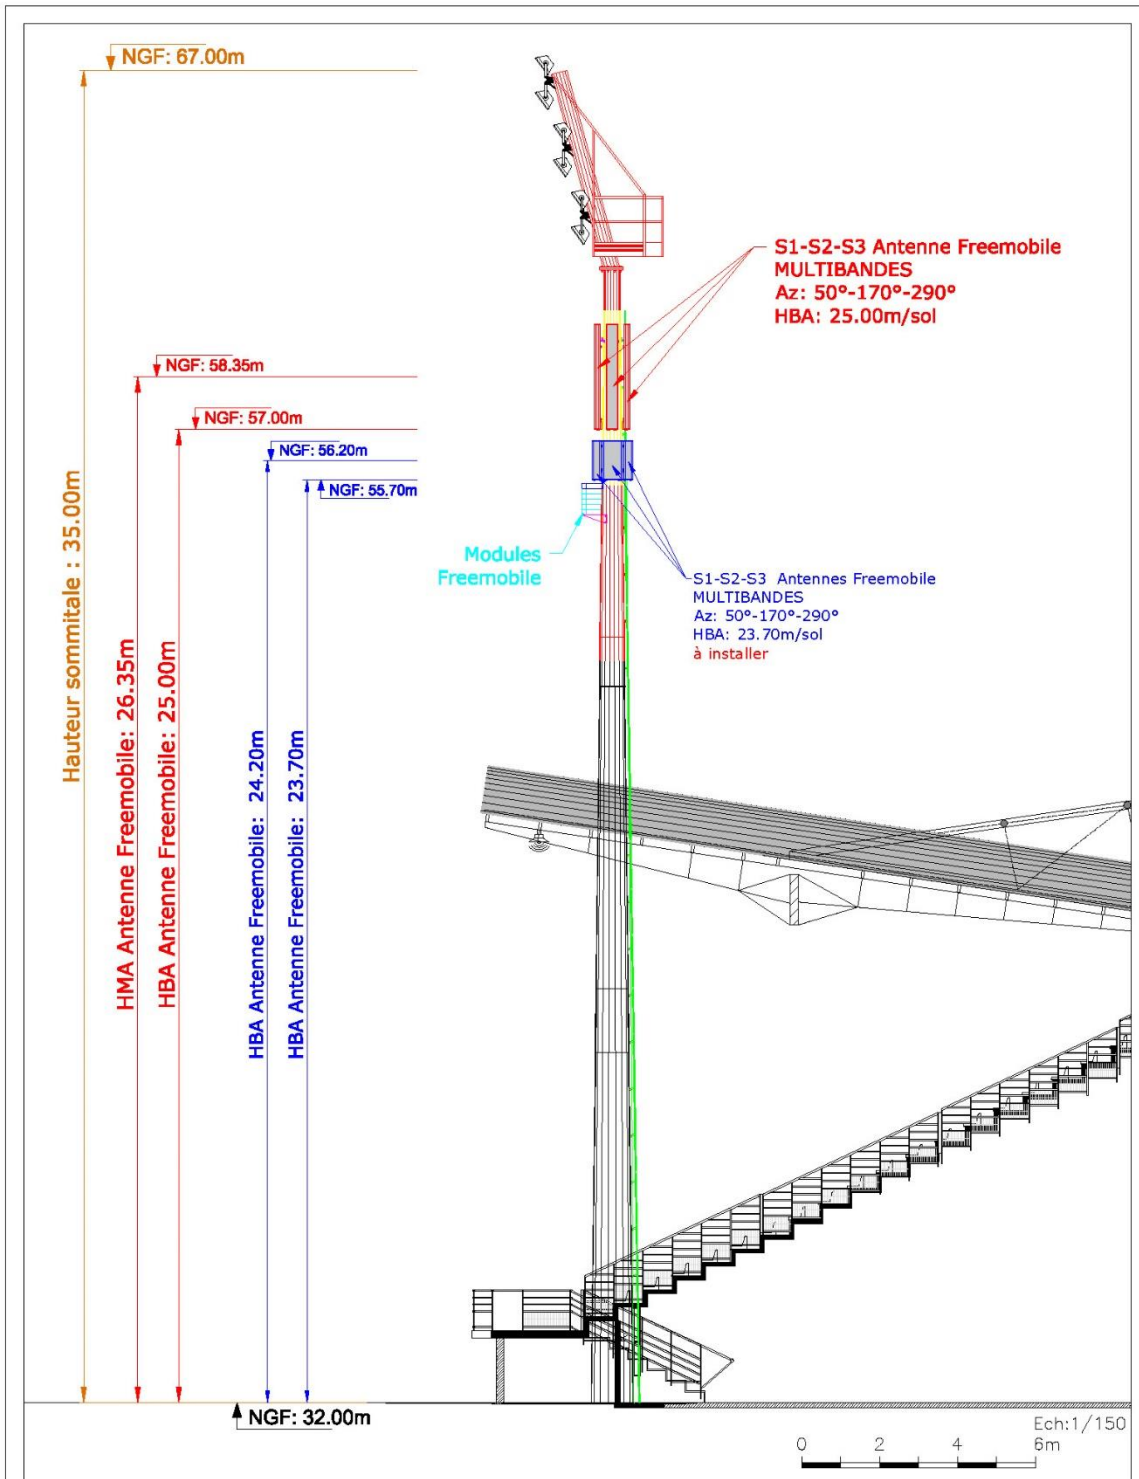 NGF: 67.00m
S1-S2-S3 Antenne Freemobile
MULTIBANDES
Az: 50°-170°-290°
HBA: 25.00m/sol
NGF: 58.35m
NGF: 57.00m
NGF: 56.20m
NGF: 55.70m
Modules
Freemobile
S1-S2-S3 Antennes Freemobile
MULTIBANDES
Az: 50°-170°-290°
HBA: 23.70m/sol
à installer
Hauteur sommitale : 35.00m
HMA Antenne Freemobile: 26.35m
HBA Antenne Freemobile: 25.00m
HBA Antenne Freemobile: 24.20m
HBA Antenne Freemobile: 23.70m
NGF: 32.00m
Ech:1/150
0 2 4 6m